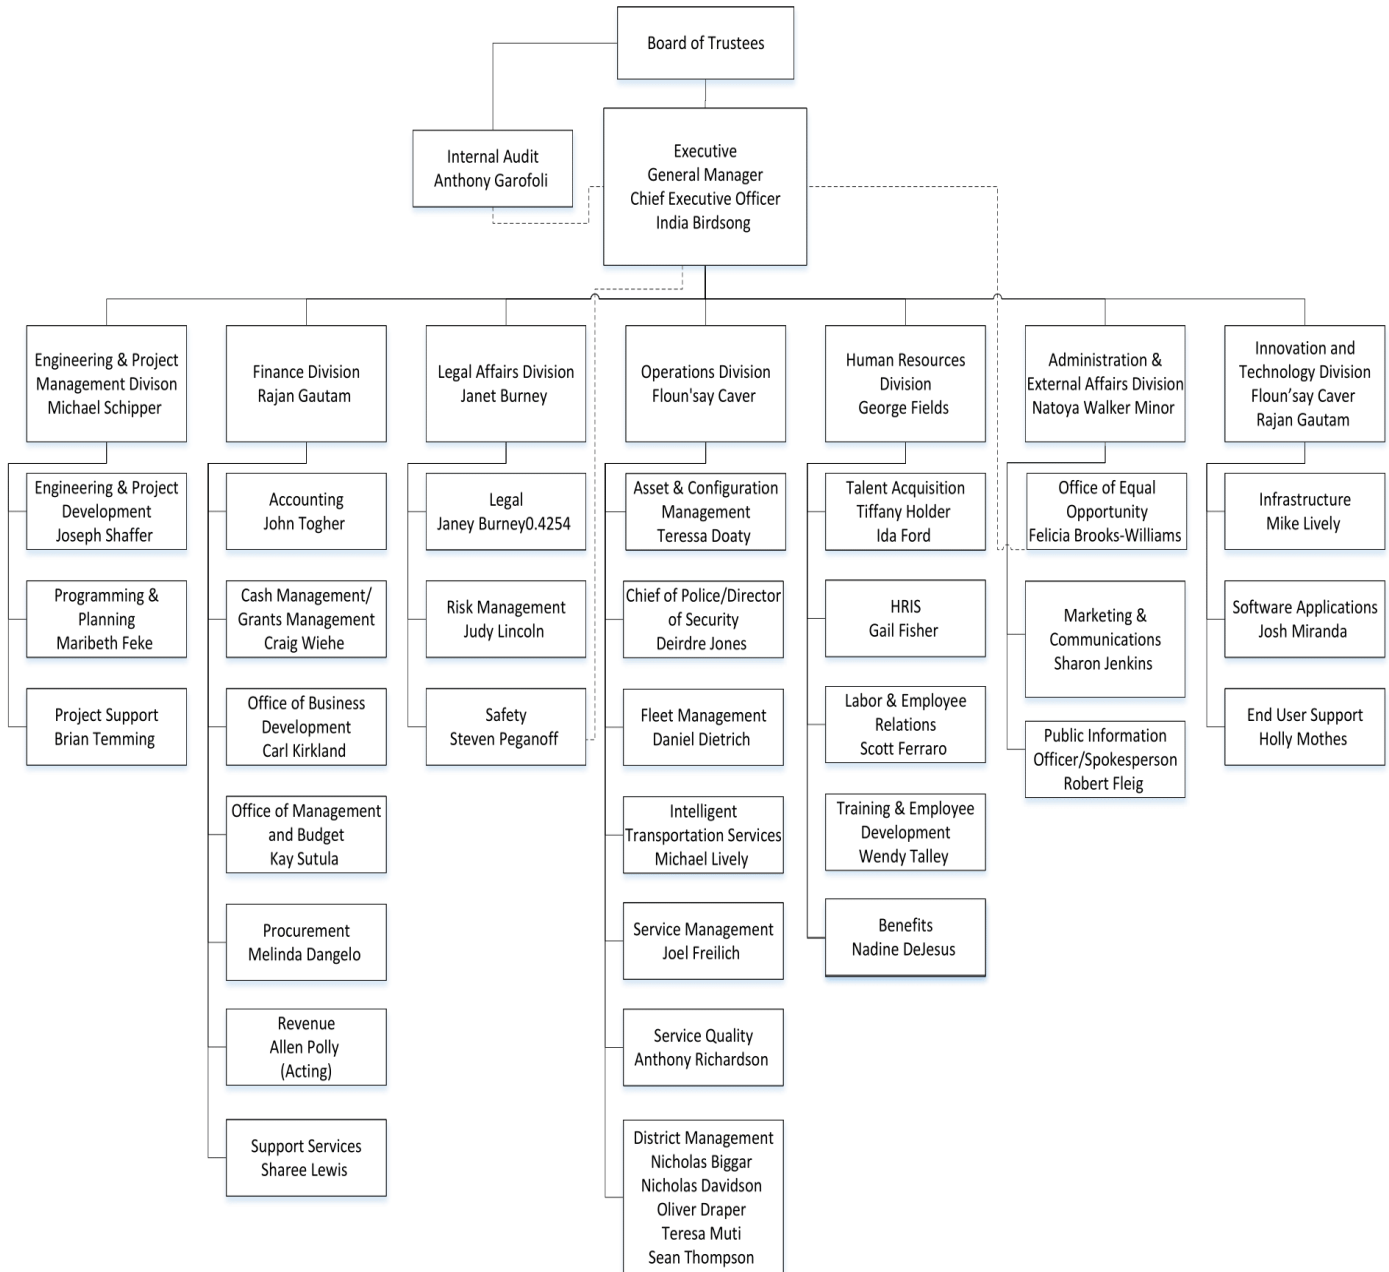 Board of Trustees
Internal Audit
Anthony Garofoli
Executive
General Manager
Chief Executive Officer
India Birdsong
Engineering & Project
Management Divison
Michael Schipper
Finance Division
Rajan Gautam
Legal Affairs Division
Janet Burney
Operations Division
Floun'say Caver
Human Resources
Division
George Fields
Administration &
External Affairs Division
Natoya Walker Minor
Innovation and
Technology Division
Floun’say Caver
Rajan Gautam
Engineering & Project
Development
Joseph Shaffer
Programming &
Planning
Maribeth Feke
Project Support
Brian Temming
Accounting
John Togher
Cash Management/
Grants Management
Craig Wiehe
Office of Business
Development
Carl Kirkland
Office of Management
and Budget
Kay Sutula
Procurement
Melinda Dangelo
Revenue
Allen Polly
(Acting)
Support Services
Sharee Lewis
Legal
Janey Burney0.4254
Risk Management
Judy Lincoln
Safety
Steven Peganoff
Asset & Configuration
Management
Teressa Doaty
Chief of Police/Director
of Security
Deirdre Jones
Fleet Management
Daniel Dietrich
Intelligent
Transportation Services
Michael Lively
Service Management
Joel Freilich
Service Quality
Anthony Richardson
District Management
Nicholas Biggar
Nicholas Davidson
Oliver Draper
Teresa Muti
Sean Thompson
Talent Acquisition
Tiffany Holder
Ida Ford
HRIS
Gail Fisher
Labor & Employee
Relations
Scott Ferraro
Training & Employee
Development
Wendy Talley
Benefits
Nadine DeJesus
Office of Equal
Opportunity
Felicia Brooks-Williams
Marketing &
Communications
Sharon Jenkins
Public Information
Officer/Spokesperson
Robert Fleig
Infrastructure
Mike Lively
Software Applications
Josh Miranda
End User Support
Holly Mothes